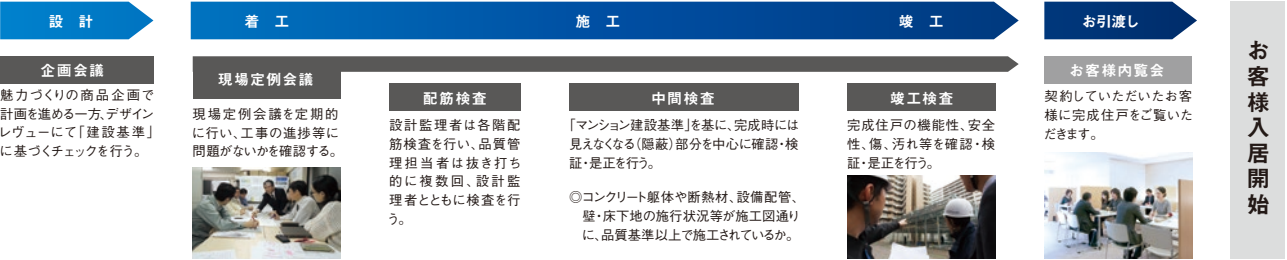 設 計
着 工
施 工
竣 工
お引渡し
企画会議
魅力づくりの商品企画で
計画を進める一方、デザイン
レヴューにて「建設基準」
に基づくチェックを行う。
現場定例会議
現場定例会議を定期的
に行い、工事の進捗等に
問題がないかを確認する。
配筋検査
設計監理者は各階配
筋検査を行い、品質管
理担当者は抜き打ち
的に複数回、設計監
理者とともに検査を行
う。
中間検査
「マンション建設基準」を基に、完成時には
見えなくなる(隠蔽)部分を中心に確認・検
証・是正を行う。
◎コンクリート躯体や断熱材、設備配管、
壁・床下地の施行状況等が施工図通り
に、品質基準以上で施工されているか。
竣工検査
完成住戸の機能性、安全
性、傷、汚れ等を確認・検
証・是正を行う。
お客様内覧会
契約していただいたお客
様に完成住戸をご覧いた
だきます。
お客様入居開始